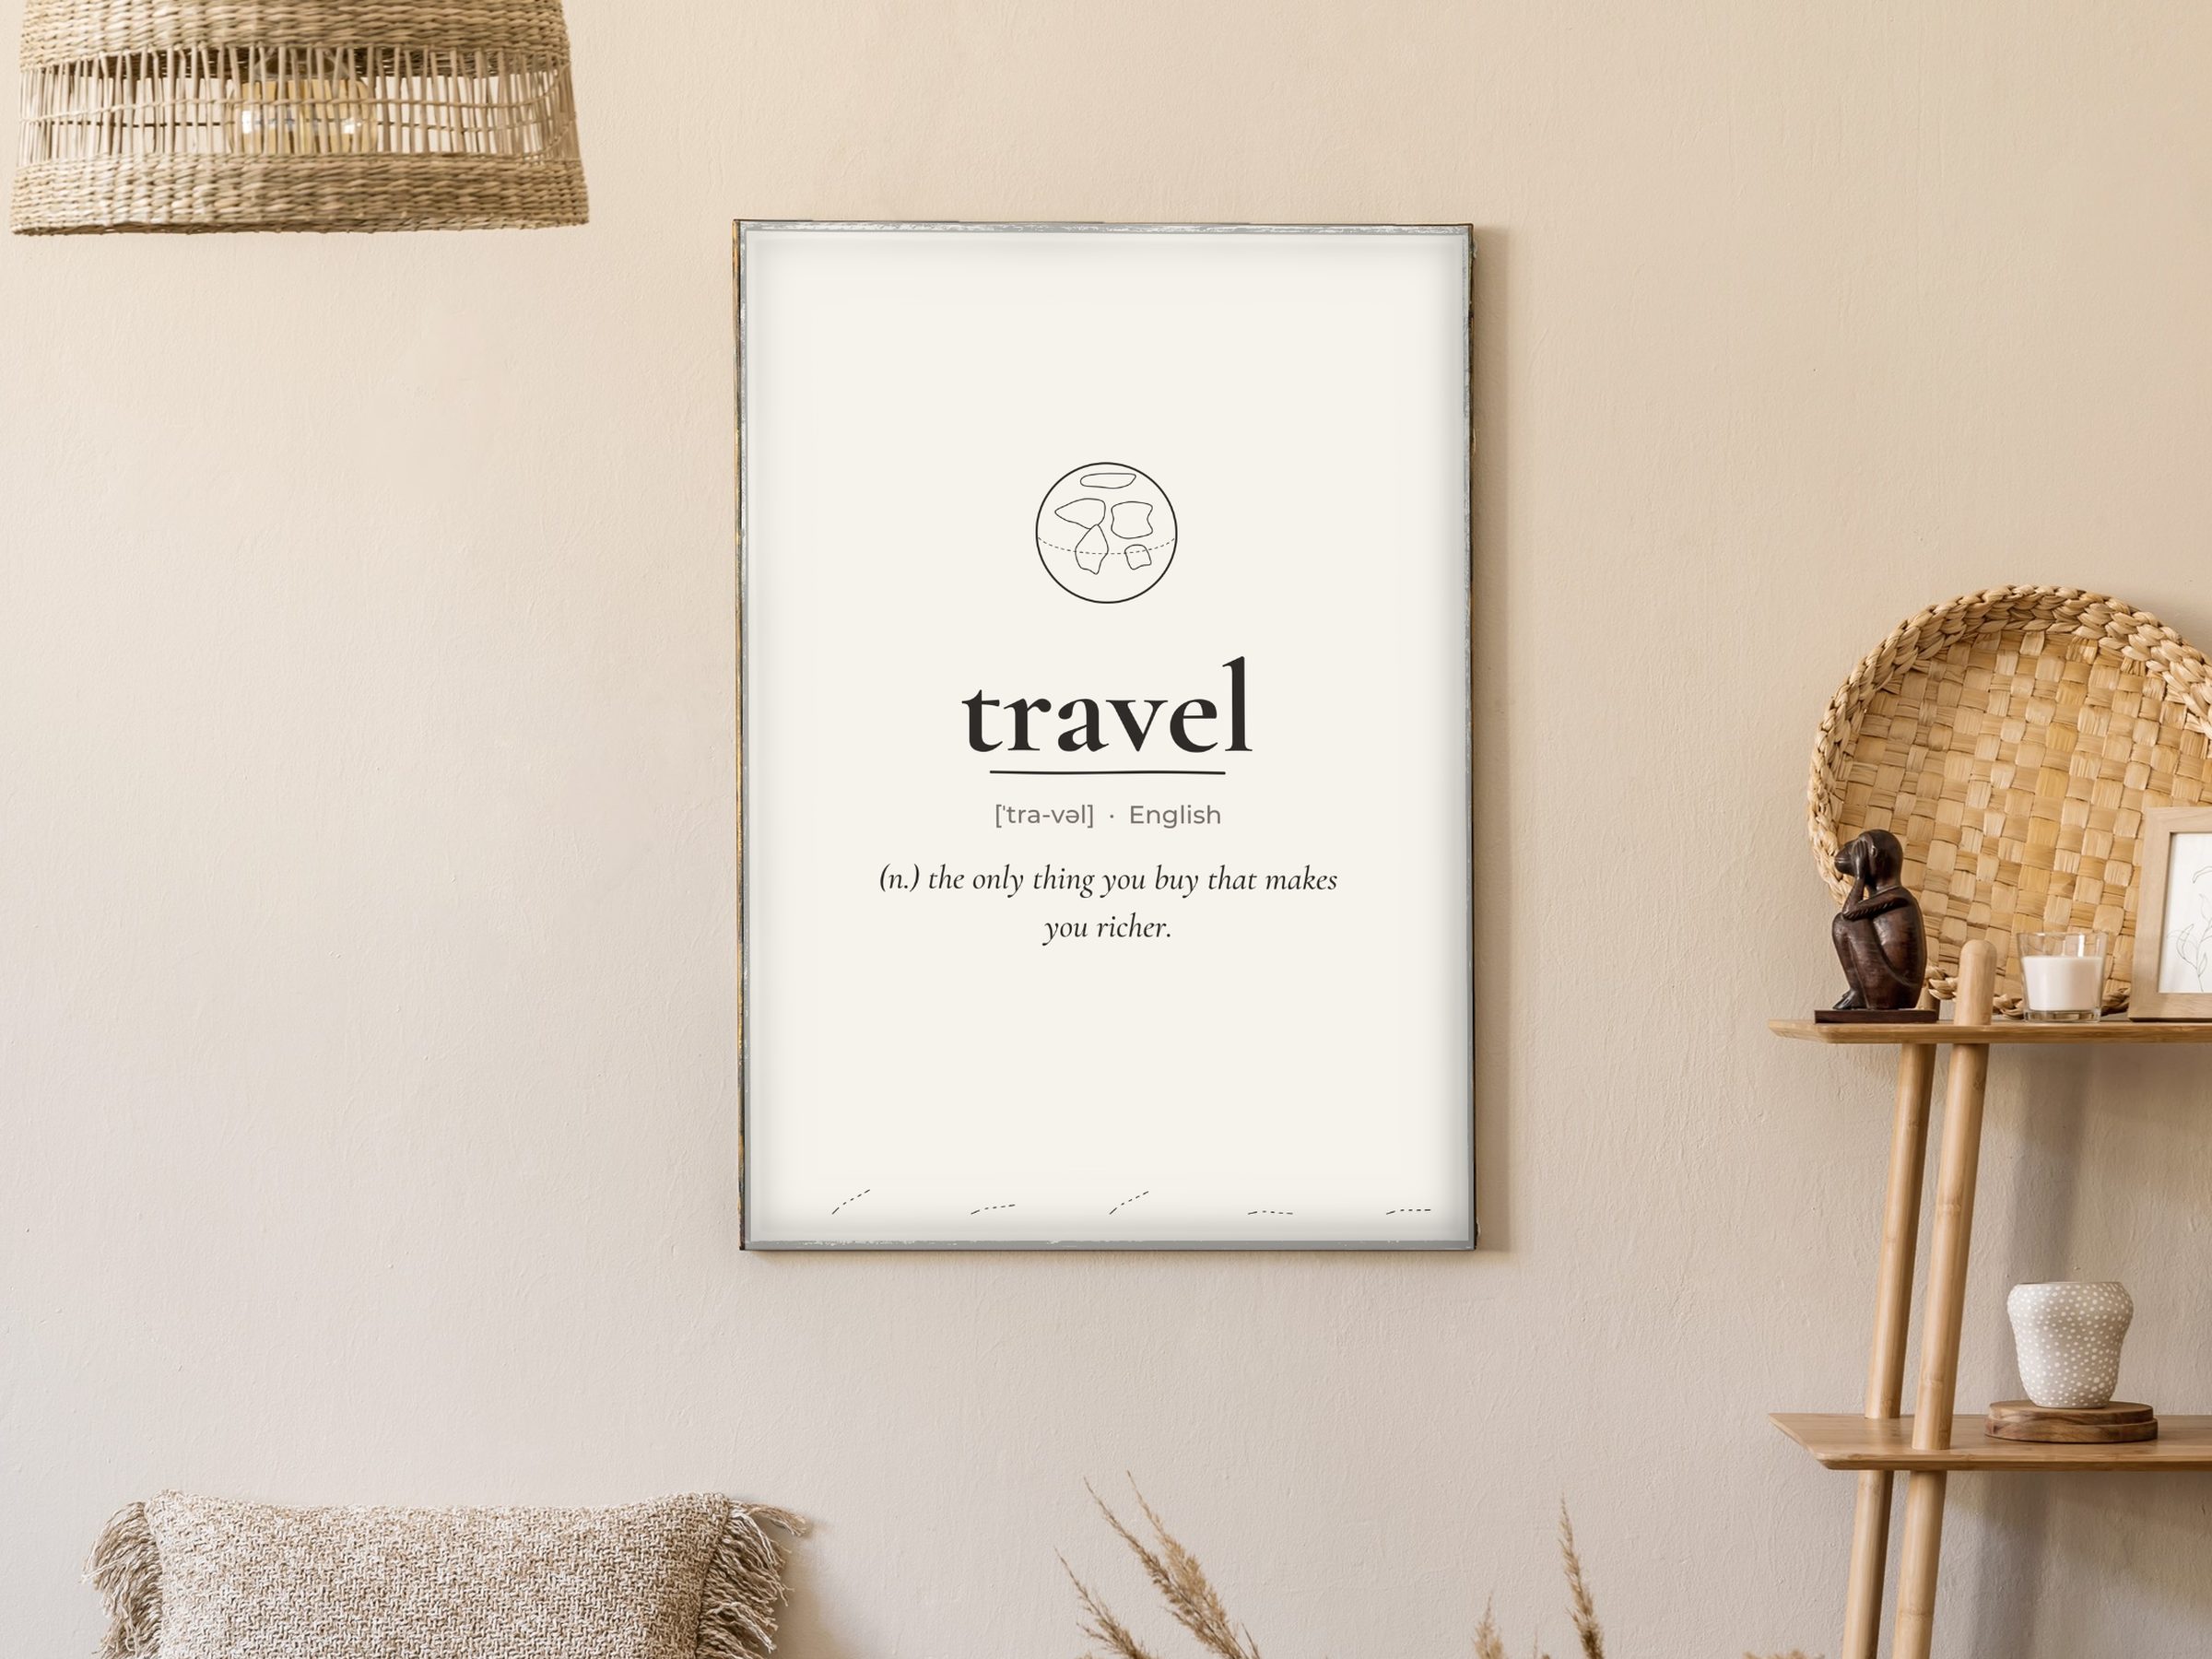 travel
['tra-vəl] · English
(n.) the only thing you buy that makes
you richer.